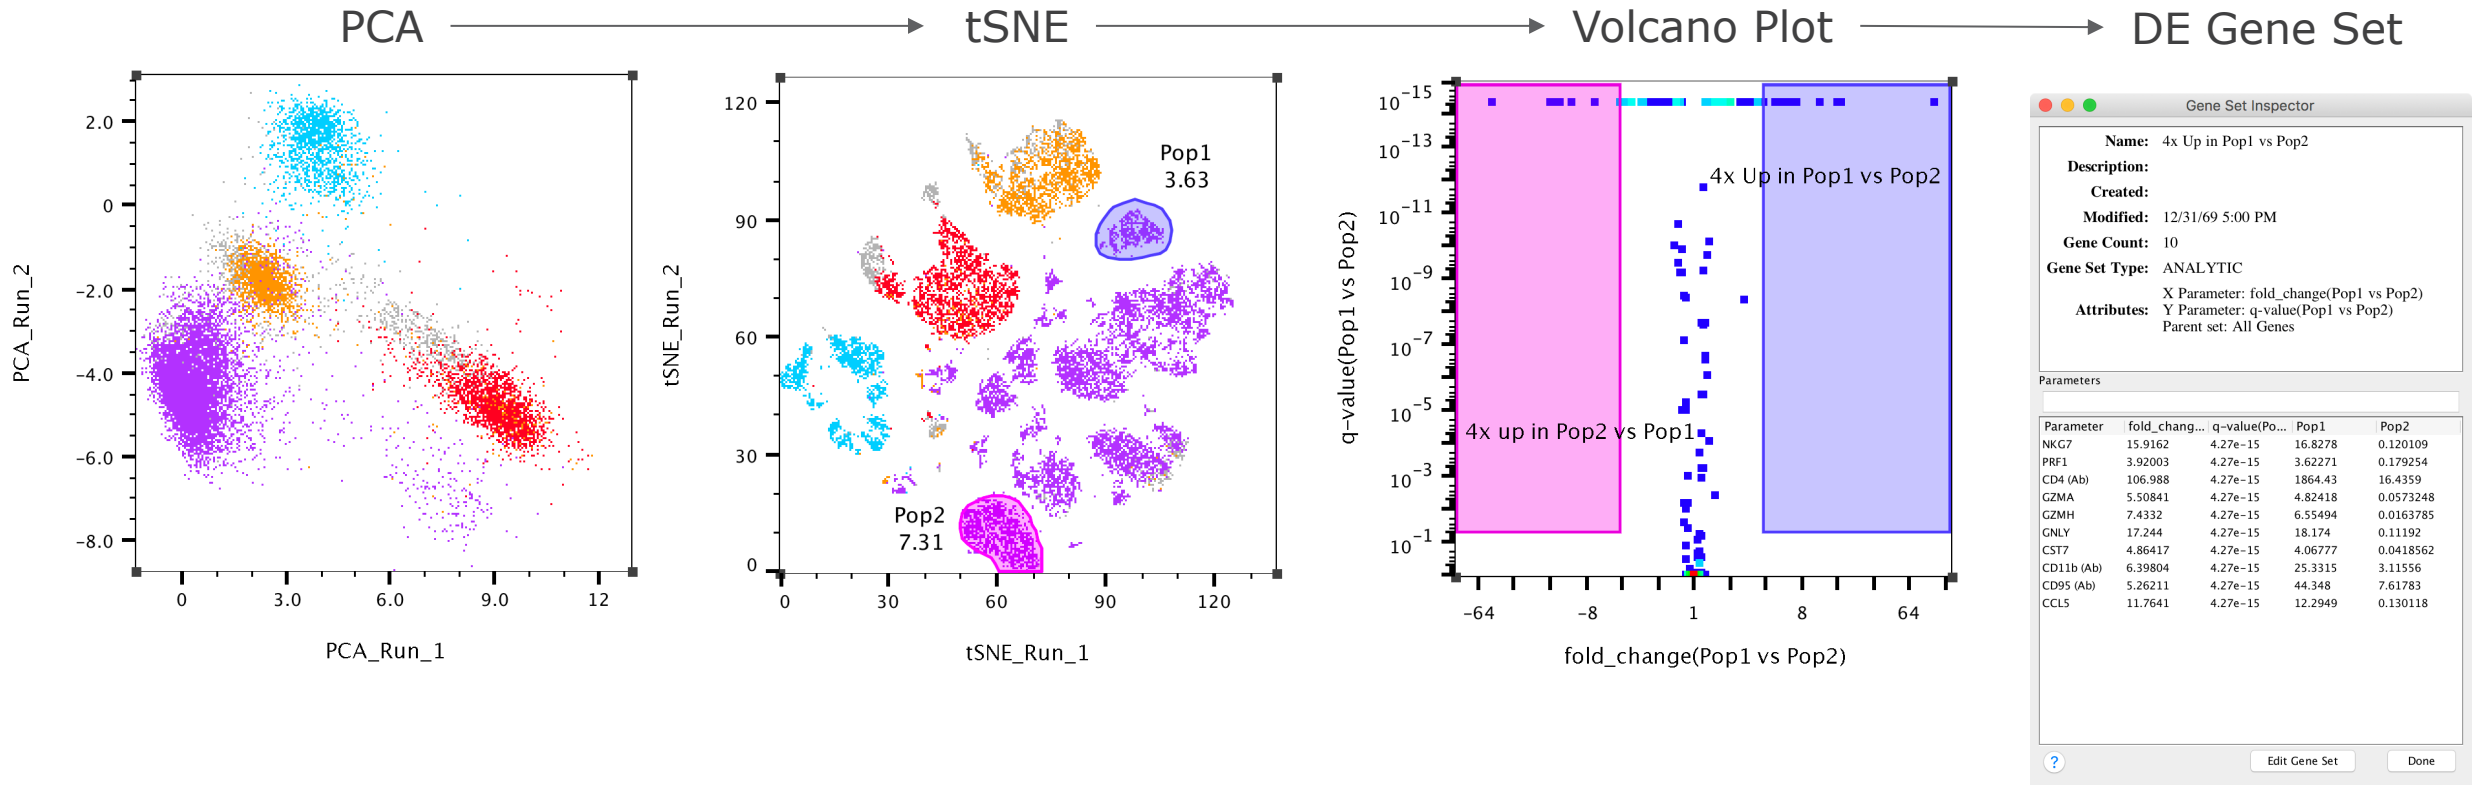 PCA
tSNE
Volcano Plot
DE Gene Set
2.0
0
−2.0
−4.0
−6.0
−8.0
0
3.0
6.0
9.0
12
PCA_Run_2
PCA_Run_1
120
90
60
30
0
0
30
60
90
120
tSNE_Run_2
tSNE_Run_1
Pop1
3.63
Pop2
7.31
10−15
10−13
10−11
10−9
10−7
10−5
10−3
10−1
−64
−8
1
8
64
q−value(Pop1 vs Pop2)
fold_change(Pop1 vs Pop2)
4x Up in Pop1 vs Pop2
4x up in Pop2 vs Pop1
Gene Set Inspector
Name: 4x Up in Pop1 vs Pop2
Description:
Created:
Modified: 12/31/69 5:00 PM
Gene Count: 10
Gene Set Type: ANALYTIC
Attributes: X Parameter: fold_change(Pop1 vs Pop2)
Y Parameter: q-value(Pop1 vs Pop2)
Parent set: All Genes
Parameters
Parameter fold_chang... q-value(Po... Pop1 Pop2
NKG7 15.9162 4.27e-15 16.8278 0.120109
PRF1 3.92003 4.27e-15 3.62271 0.179254
CD4 (Ab) 106.988 4.27e-15 1864.43 16.4359
GZMA 5.50841 4.27e-15 4.82418 0.0573248
GZMH 7.4332 4.27e-15 6.55494 0.0163785
GNLY 17.244 4.27e-15 18.174 0.11192
CST7 4.86417 4.27e-15 4.06777 0.0418562
CD11b (Ab) 6.39804 4.27e-15 25.3315 3.11556
CD95 (Ab) 5.26211 4.27e-15 44.348 7.61783
CCL5 11.7641 4.27e-15 12.2949 0.130118
?
Edit Gene Set
Done